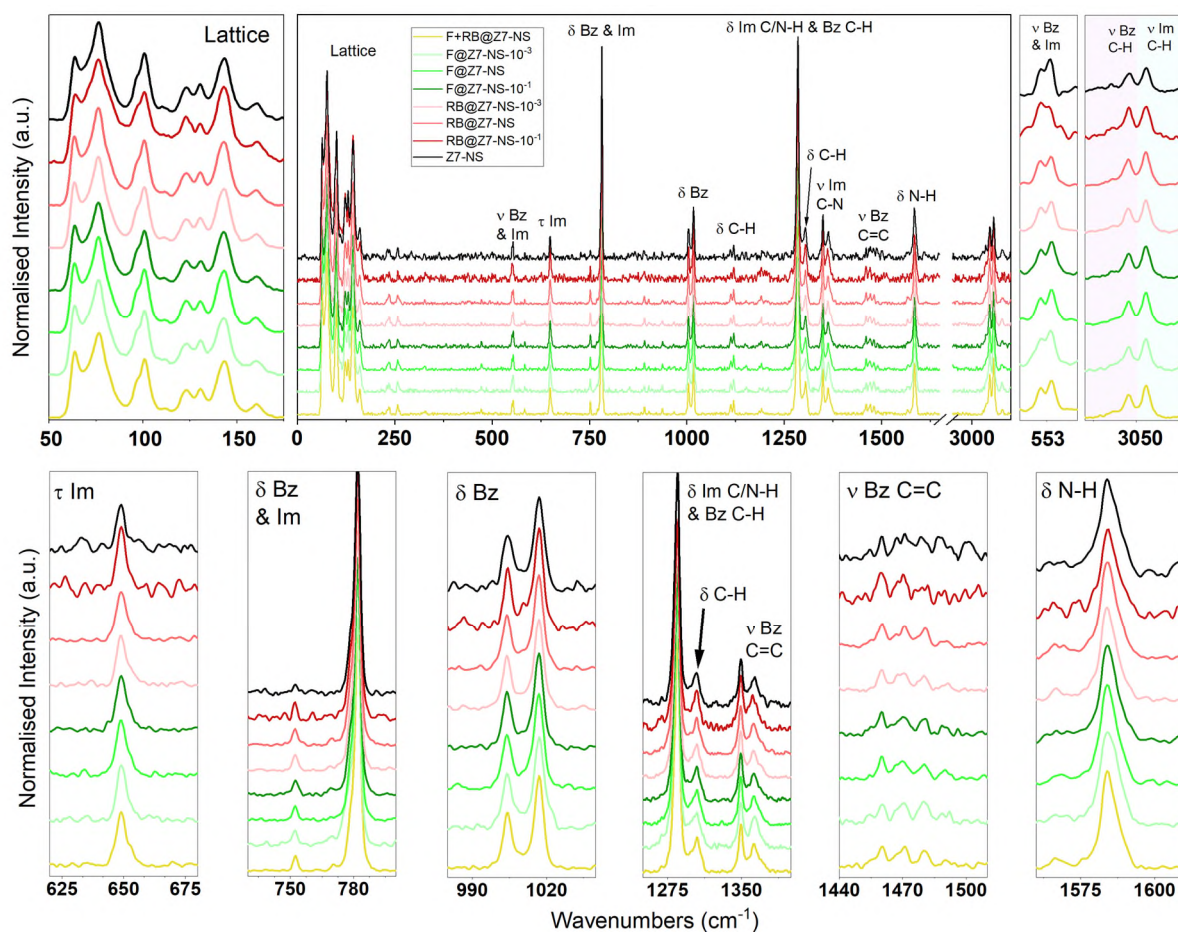 Normalised Intensity (a.u.)
Lattice
50 100 150
Lattice
F+RB@Z7-NS
F@Z7-NS-10⁻³
F@Z7-NS
F@Z7-NS-10⁻¹
RB@Z7-NS-10⁻³
RB@Z7-NS
RB@Z7-NS-10⁻¹
Z7-NS
ν Bz
& Im
τ Im
δ Bz & Im
δ Bz
δ C-H
δ Im C/N-H & Bz C-H
δ C-H
ν Im
C-N
ν Bz
C=C
δ N-H
0 250 500 750 1000 1250 1500 3000
ν Bz
& Im
553
ν Bz
C-H
ν Im
C-H
3050
Normalised Intensity (a.u.)
τ Im
625 650 675
δ Bz
& Im
750 780
δ Bz
990 1020
δ Im C/N-H
& Bz C-H
δ C-H
ν Bz
C=C
1275 1350
ν Bz C=C
1440 1470 1500
δ N-H
1575 1600
Wavenumbers (cm⁻¹)